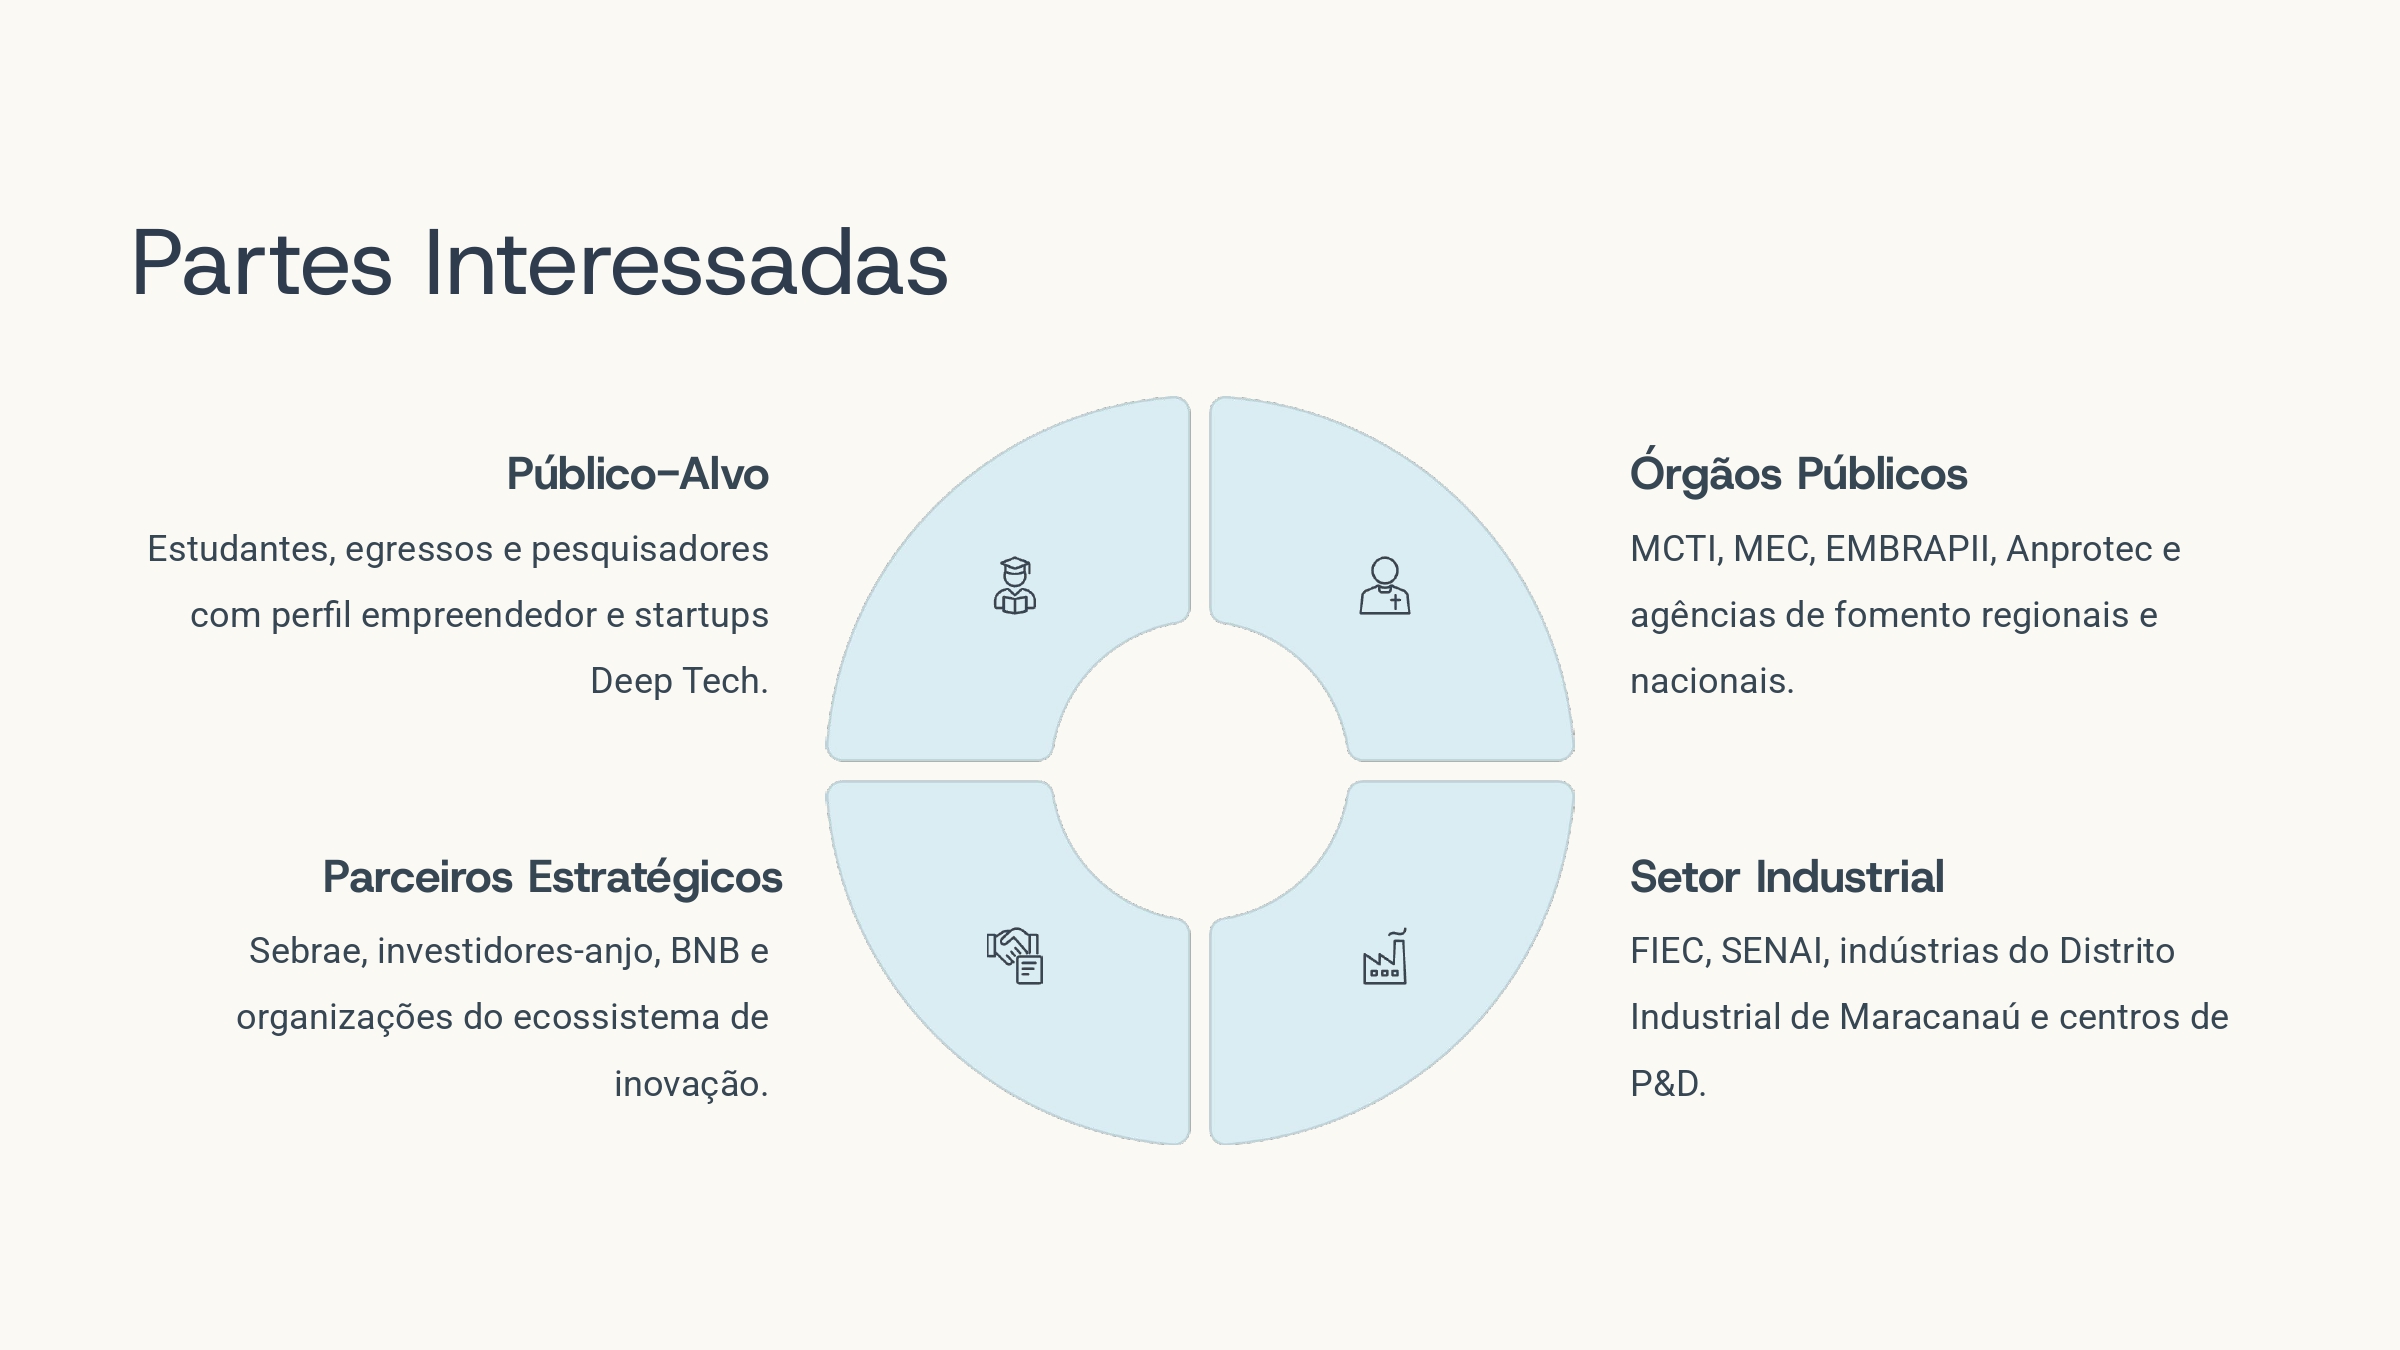 Partes Interessadas
Público-Alvo
Estudantes, egressos e pesquisadores
com perfil empreendedor e startups
Deep Tech.
Órgãos Públicos
MCTI, MEC, EMBRAPII, Anprotec e
agências de fomento regionais e
nacionais.
Parceiros Estratégicos
Sebrae, investidores-anjo, BNB e
organizações do ecossistema de
inovação.
Setor Industrial
FIEC, SENAI, indústrias do Distrito
Industrial de Maracanaú e centros de
P&D.